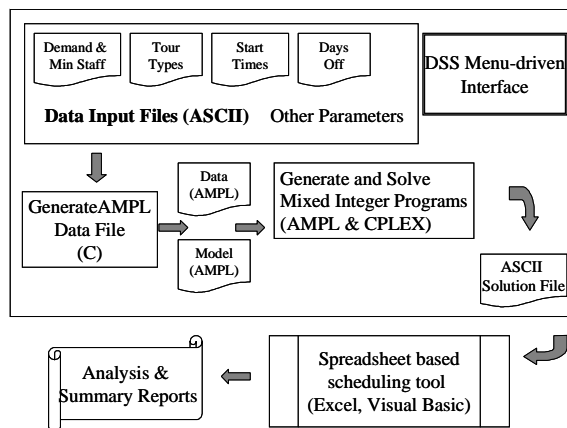 Demand &
Min Staff
Tour
Types
Start
Times
Days
Off
Data Input Files (ASCII)
Other Parameters
DSS Menu-driven
Interface
GenerateAMPL
Data File
(C)
Data
(AMPL)
Model
(AMPL)
Generate and Solve
Mixed Integer Programs
(AMPL & CPLEX)
ASCII
Solution File
Spreadsheet based
scheduling tool
(Excel, Visual Basic)
Analysis &
Summary Reports